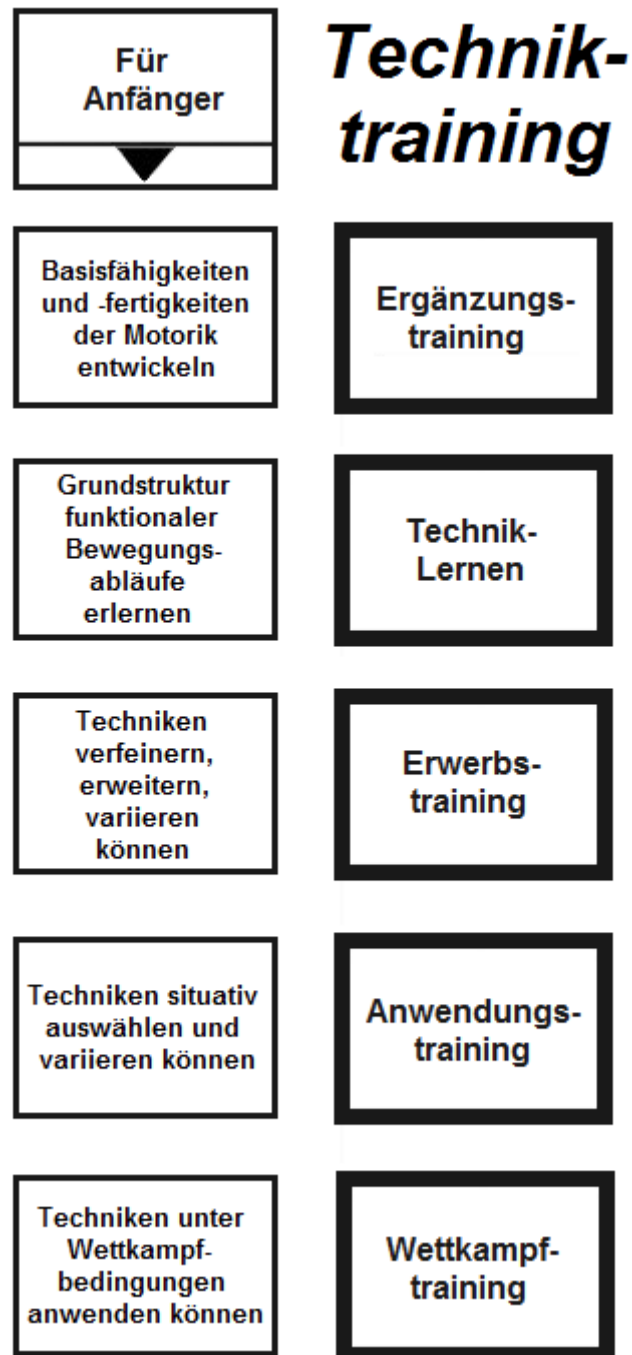 Für
Anfänger
Technik-
training
Basisfähigkeiten
und -fertigkeiten
der Motorik
entwickeln
Ergänzungs-
training
Grundstruktur
funktionaler
Bewegungs-
abläufe
erlernen
Technik-
Lernen
Techniken
verfeinern,
erweitern,
variieren
können
Erwerbs-
training
Techniken situativ
auswählen und
variieren können
Anwendungs-
training
Techniken unter
Wettkampf-
bedingungen
anwenden können
Wettkampf-
training